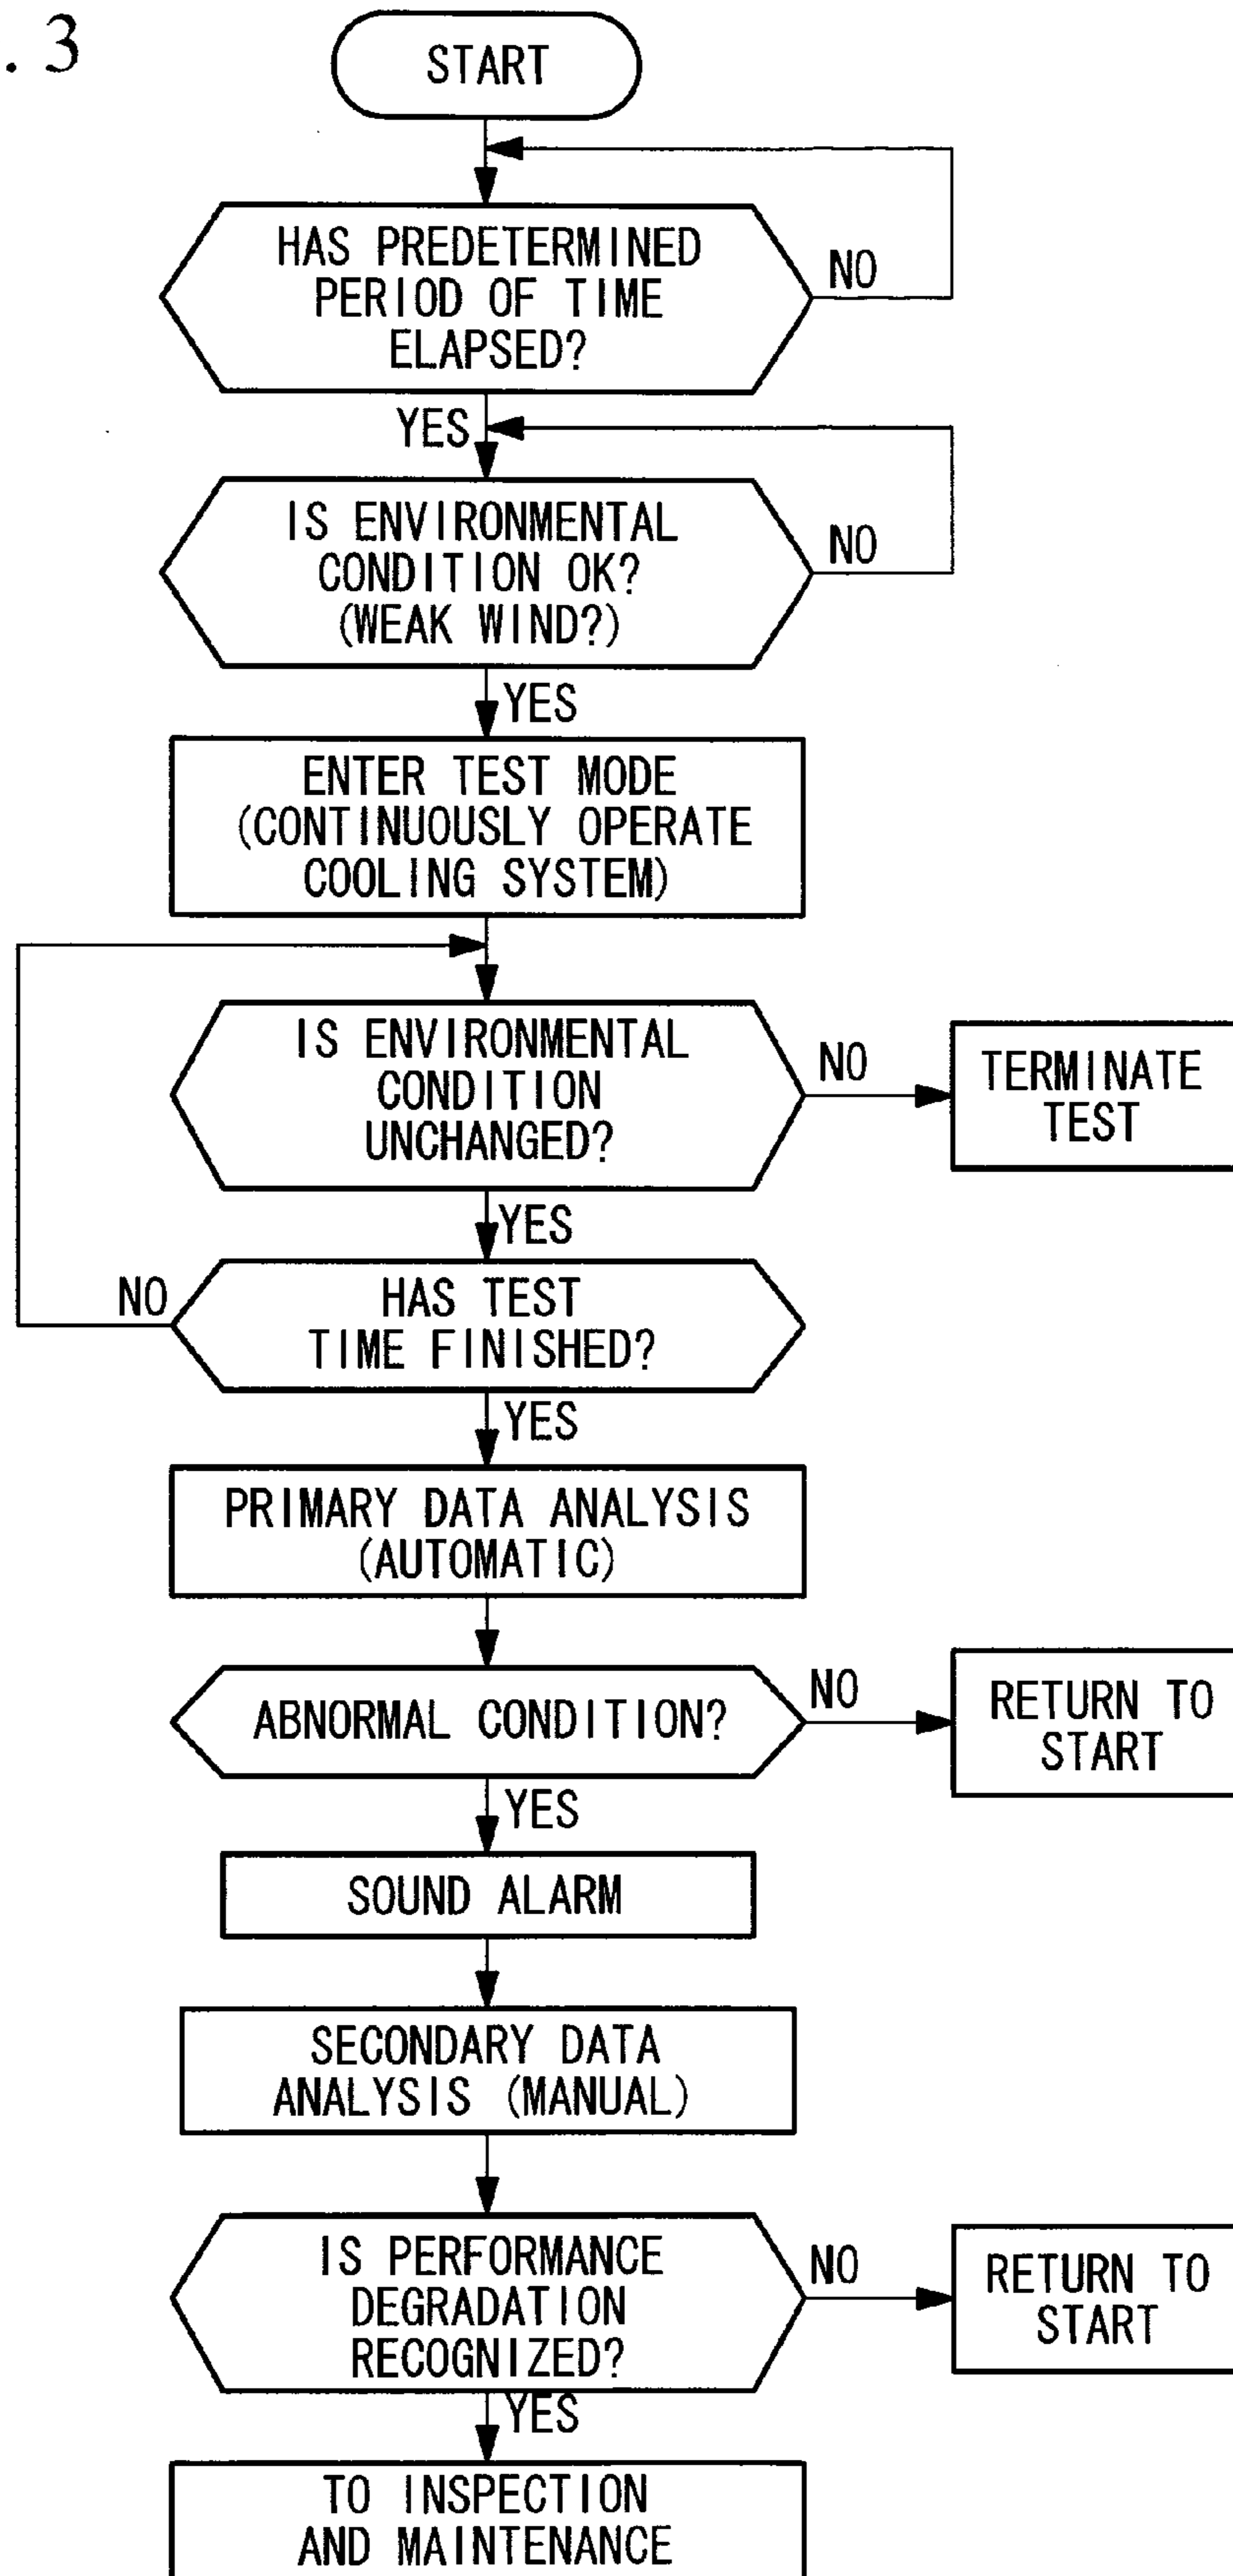 . 3
START
HAS PREDETERMINED
PERIOD OF TIME
ELAPSED?
NO
YES
IS ENVIRONMENTAL
CONDITION OK?
(WEAK WIND?)
NO
YES
ENTER TEST MODE
(CONTINUOUSLY OPERATE
COOLING SYSTEM)
IS ENVIRONMENTAL
CONDITION
UNCHANGED?
NO
TERMINATE
TEST
YES
HAS TEST
TIME FINISHED?
NO
YES
PRIMARY DATA ANALYSIS
(AUTOMATIC)
ABNORMAL CONDITION?
NO
RETURN TO
START
YES
SOUND ALARM
SECONDARY DATA
ANALYSIS (MANUAL)
IS PERFORMANCE
DEGRADATION
RECOGNIZED?
NO
RETURN TO
START
YES
TO INSPECTION
AND MAINTENANCE